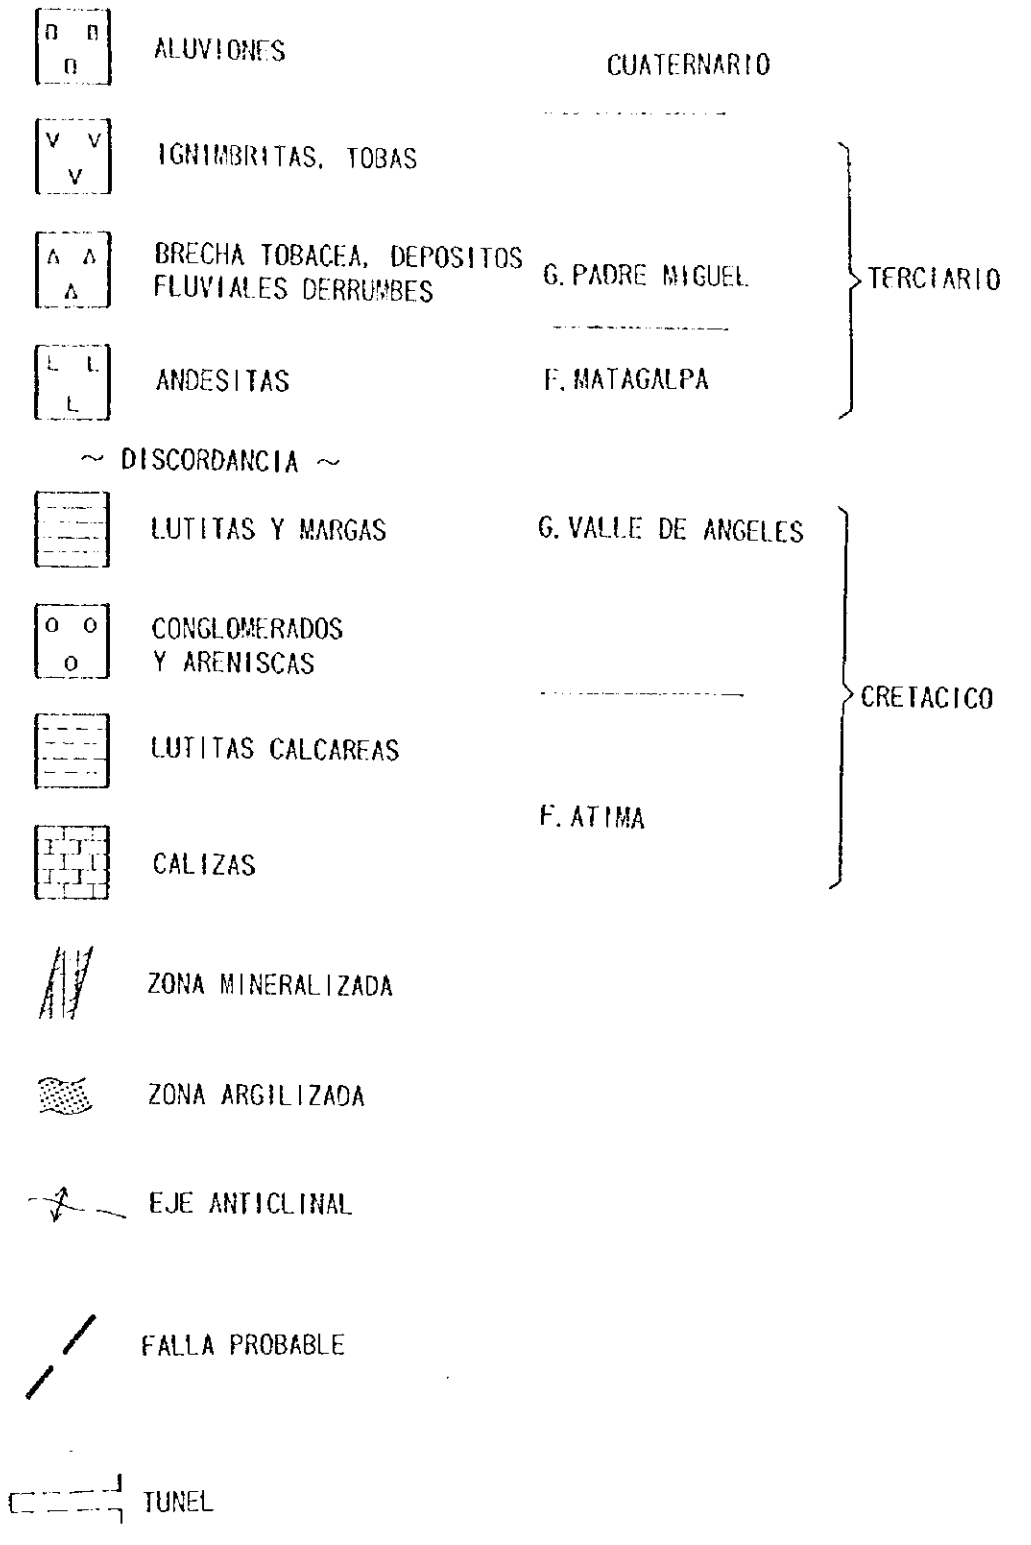 ALUVIONES
CUATERNARIO
IGNIMBRITAS, TOBAS
BRECHA TOBACEA, DEPOSITOS
FLUVIALES DERRUMBES
G. PADRE MIGUEL
TERCIARIO
ANDESITAS
F. MATAGALPA
~ DISCORDANCIA ~
LUTITAS Y MARGAS
G. VALLE DE ANGELES
CONGLOMERADOS
Y ARENISCAS
CRETACICO
LUTITAS CALCAREAS
F. ATIMA
CALIZAS
ZONA MINERALIZADA
ZONA ARGILIZADA
EJE ANTICLINAL
FALLA PROBABLE
TUNEL